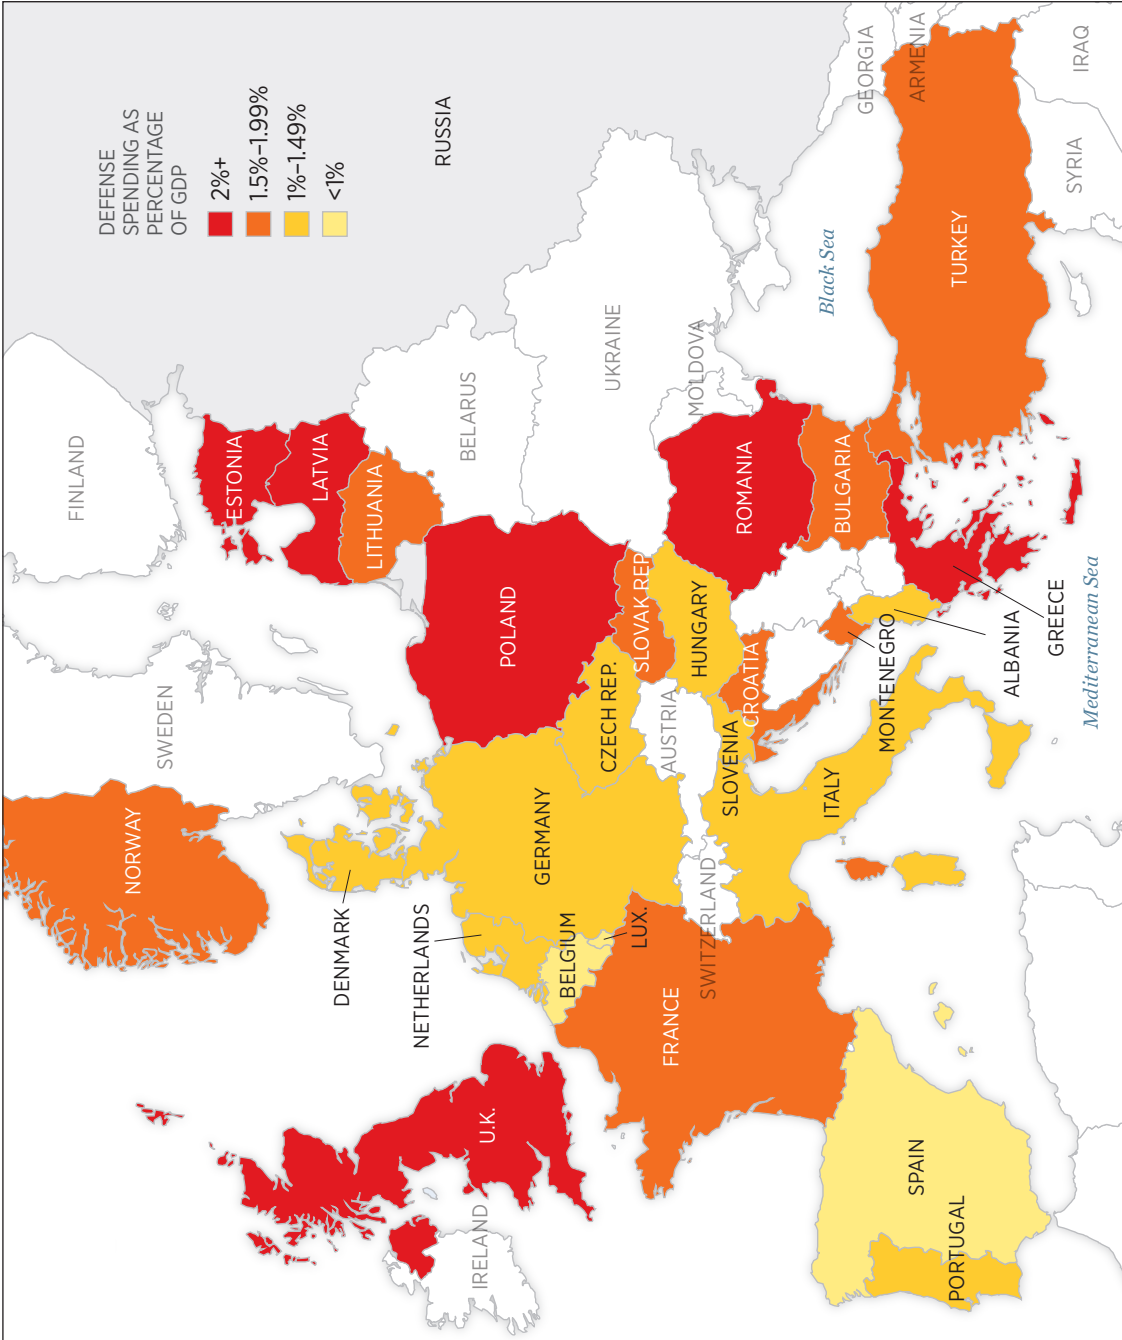 DEFENSE
SPENDING AS
PERCENTAGE
OF GDP
2%+
1.5%–1.99%
1%–1.49%
<1%
RUSSIA
FINLAND
SWEDEN
NORWAY
ESTONIA
LATVIA
LITHUANIA
BELARUS
UKRAINE
MOLDOVA
POLAND
DENMARK
NETHERLANDS
GERMANY
BELGIUM
LUX.
CZECH REP.
SLOVAK REP.
AUSTRIA
HUNGARY
SWITZERLAND
SLOVENIA
CROATIA
ROMANIA
BULGARIA
U.K.
IRELAND
FRANCE
ITALY
MONTENEGRO
ALBANIA
GREECE
SPAIN
PORTUGAL
Black Sea
GEORGIA
ARMENIA
TURKEY
SYRIA
IRAQ
Mediterranean Sea